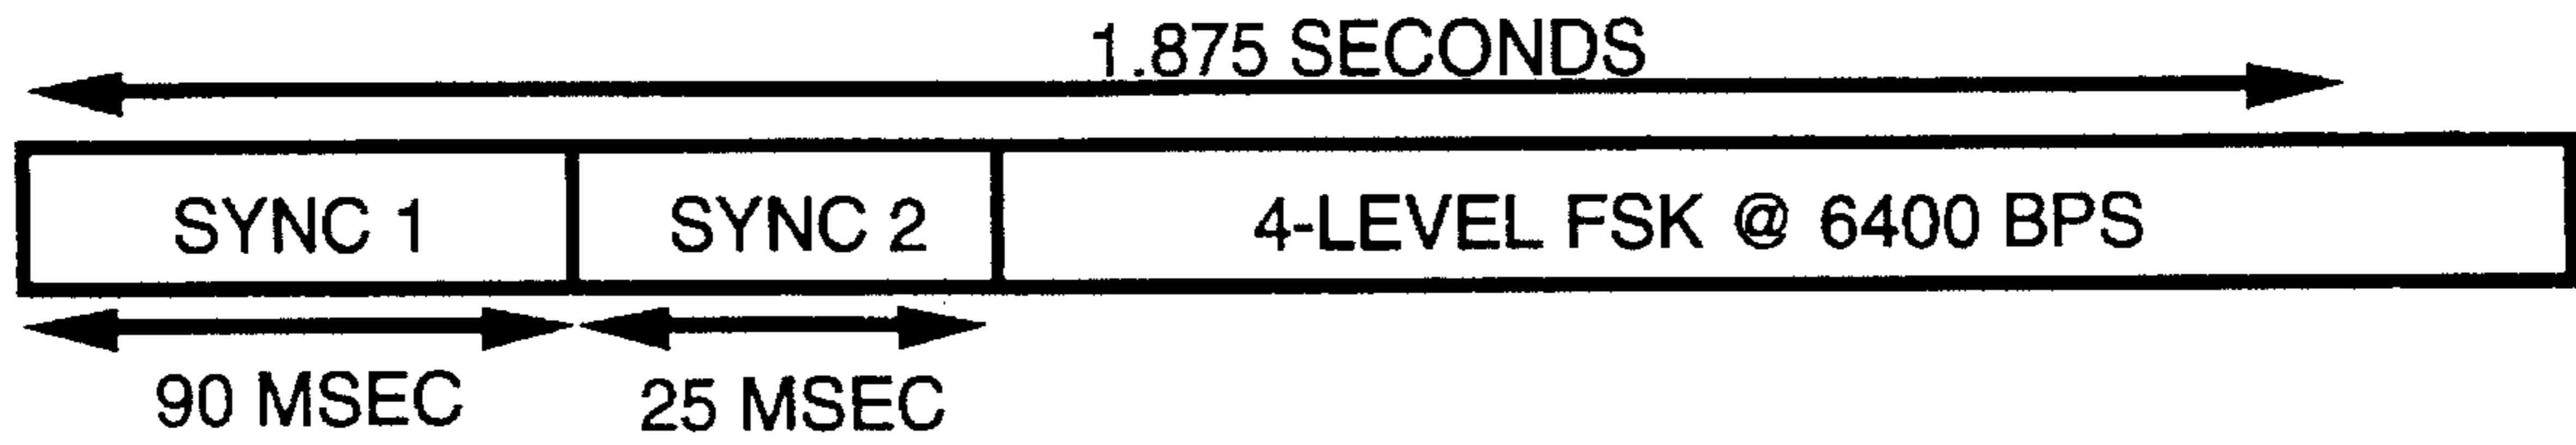 1.875 SECONDS
SYNC 1 SYNC 2 4-LEVEL FSK @ 6400 BPS
90 MSEC 25 MSEC